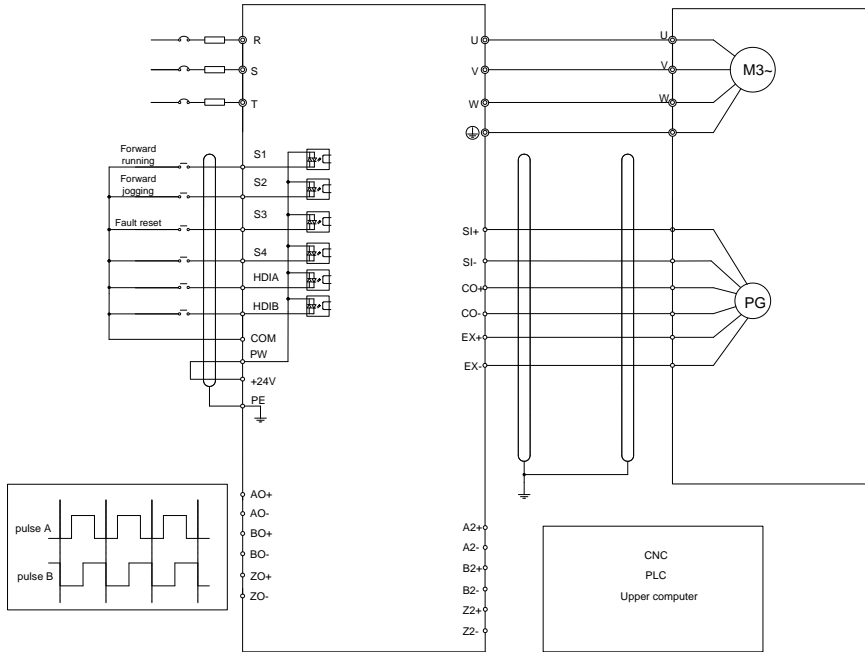 R
S
T
U
V
W
U
V
W
M3~
Forward
running
Forward
jogging
Fault reset
S1
S2
S3
S4
HDIA
HDIB
COM
PW
+24V
PE
SI+
SI-
CO+
CO-
EX+
EX-
PG
pulse A
pulse B
AO+
AO-
BO+
BO-
ZO+
ZO-
A2+
A2-
B2+
B2-
Z2+
Z2-
CNC
PLC
Upper computer